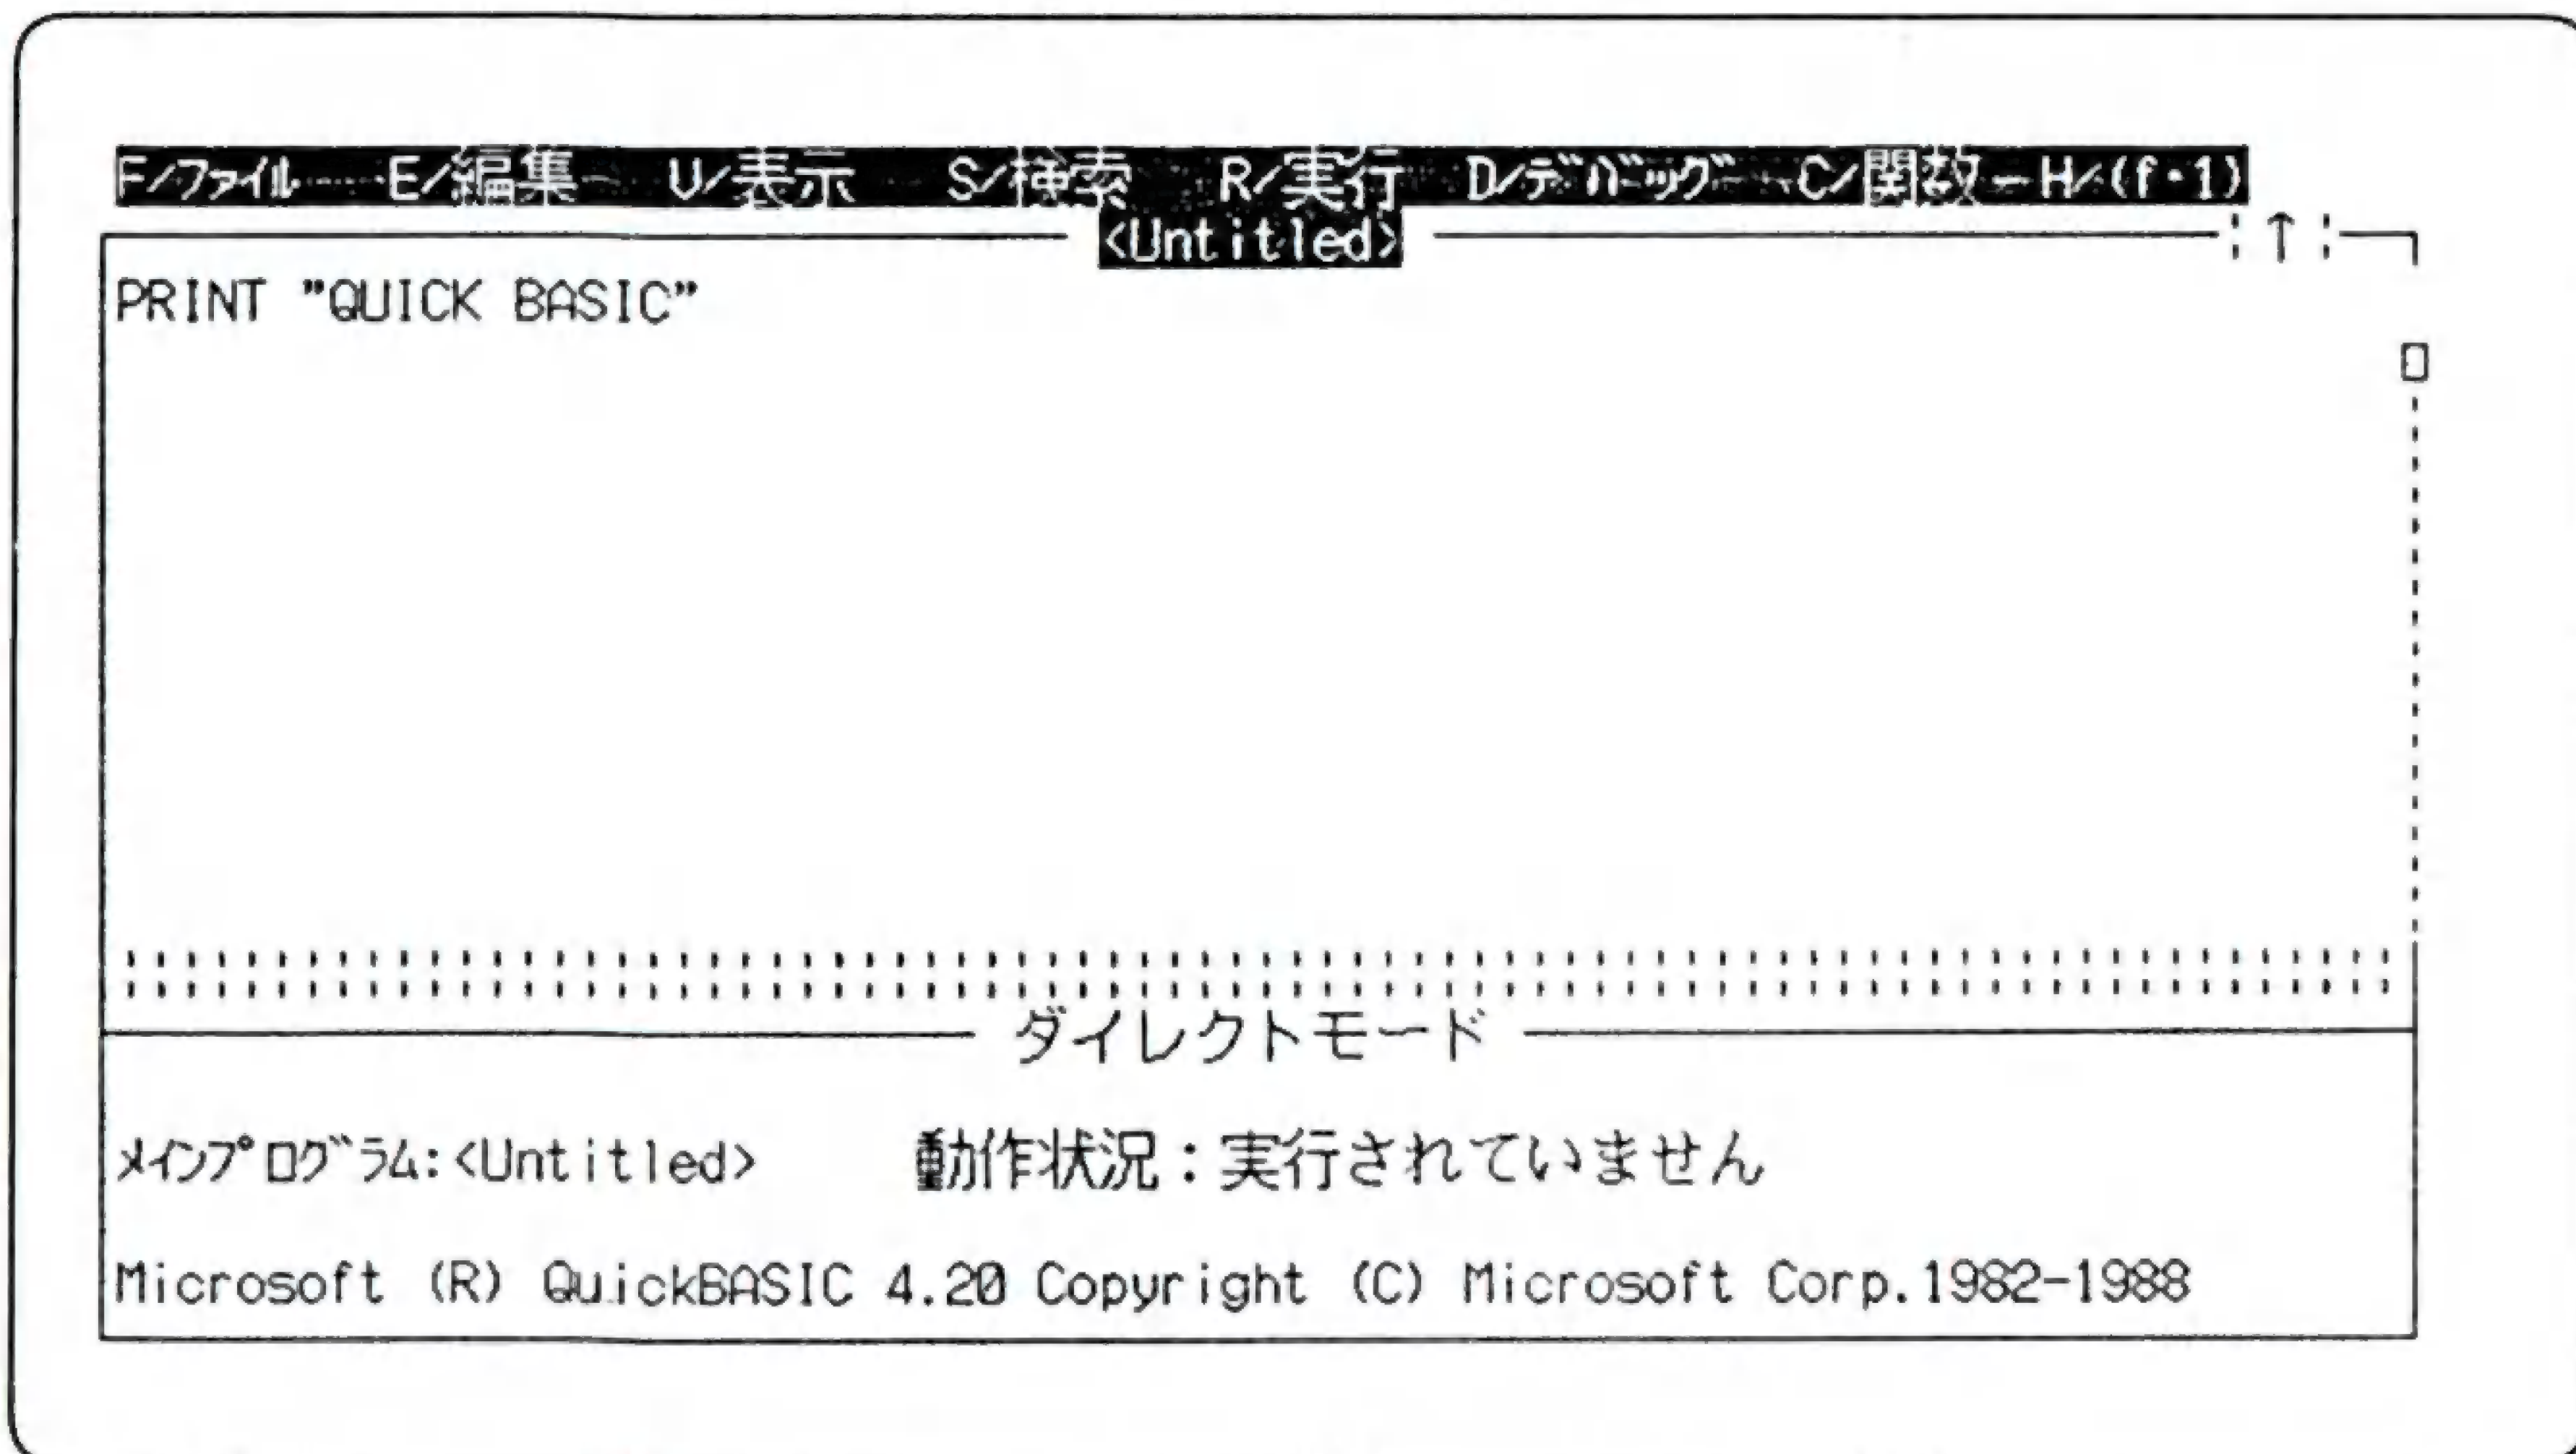 F/ファイル E/編集 U/表示 S/検索 R/実行 D/デバッグ C/関数 H/(f・1)
<Untitled> ↑
PRINT "QUICK BASIC"
ダイレクトモード
メインプログラム:<Untitled> 動作状況:実行されていません
Microsoft (R) QuickBASIC 4.20 Copyright (C) Microsoft Corp.1982-1988